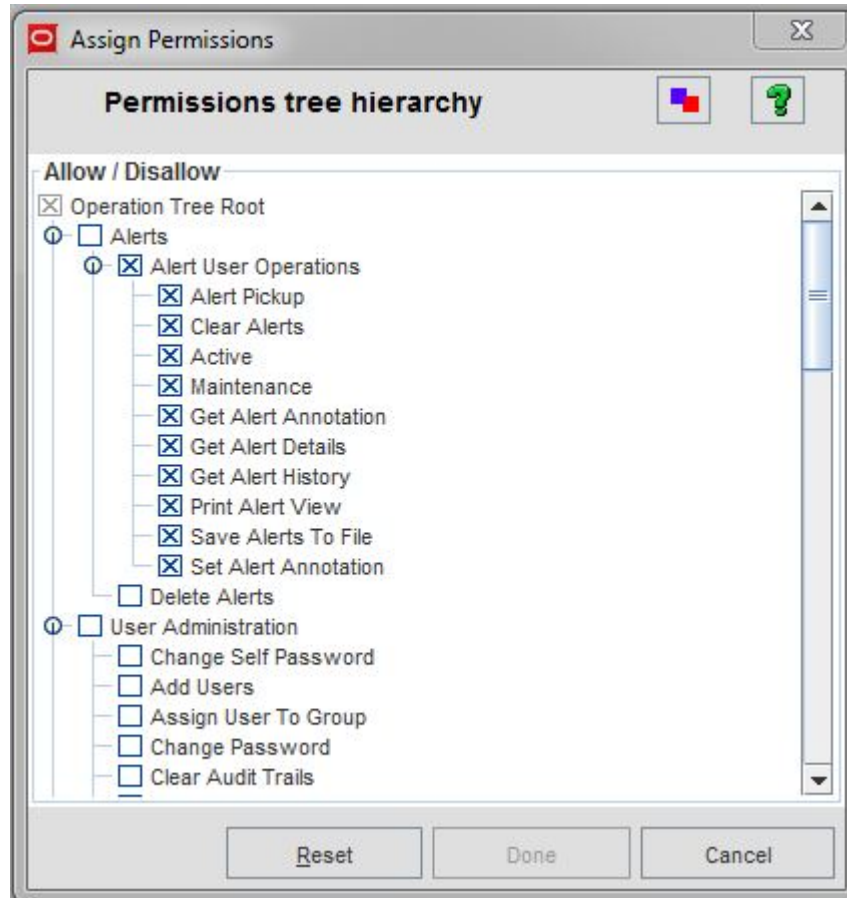 Assign Permissions
Permissions tree hierarchy
Allow / Disallow
Operation Tree Root
Alerts
Alert User Operations
Alert Pickup
Clear Alerts
Active
Maintenance
Get Alert Annotation
Get Alert Details
Get Alert History
Print Alert View
Save Alerts To File
Set Alert Annotation
Delete Alerts
User Administration
Change Self Password
Add Users
Assign User To Group
Change Password
Clear Audit Trails
Reset Done Cancel